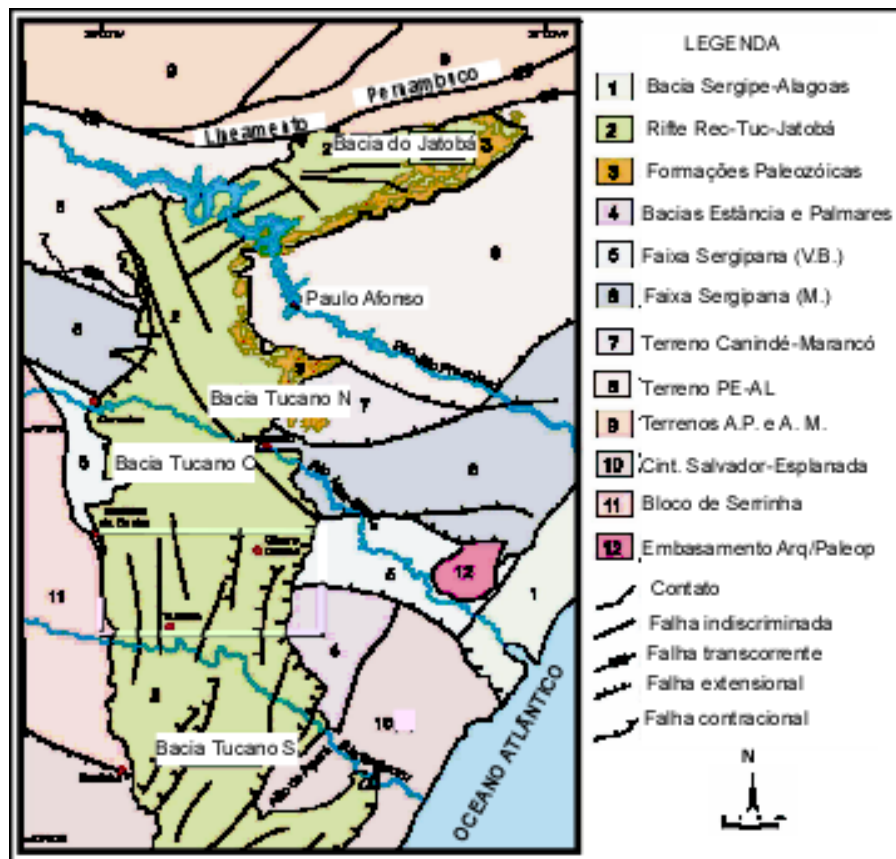 9
9
Pernambuco
Lineamento
2
Bacia do Jatobá
3
8
7
8
Paulo Afonso
6
2
3
Bacia Tucano N
7
Bacia Tucano C
5
6
5
12
11
1
4
2
10
Bacia Tucano S
OCEANO ATLÂNTICO
LEGENDA
1 Bacia Sergipe-Alagoas
2 Rifte Rec-Tuc-Jatobá
3 Formações Paleozóicas
4 Bacias Estância e Palmares
5 Faixa Sergipana (V.B.)
6 Faixa Sergipana (M.)
7 Terreno Canindé-Marancó
8 Terreno PE-AL
9 Terrenos A.P. e A. M.
10 Cint. Salvador-Esplanada
11 Bloco de Serrinha
12 Embasamento Arq/Paleop
Contato
Falha indiscriminada
Falha transcorrente
Falha extensional
Falha contracional
N